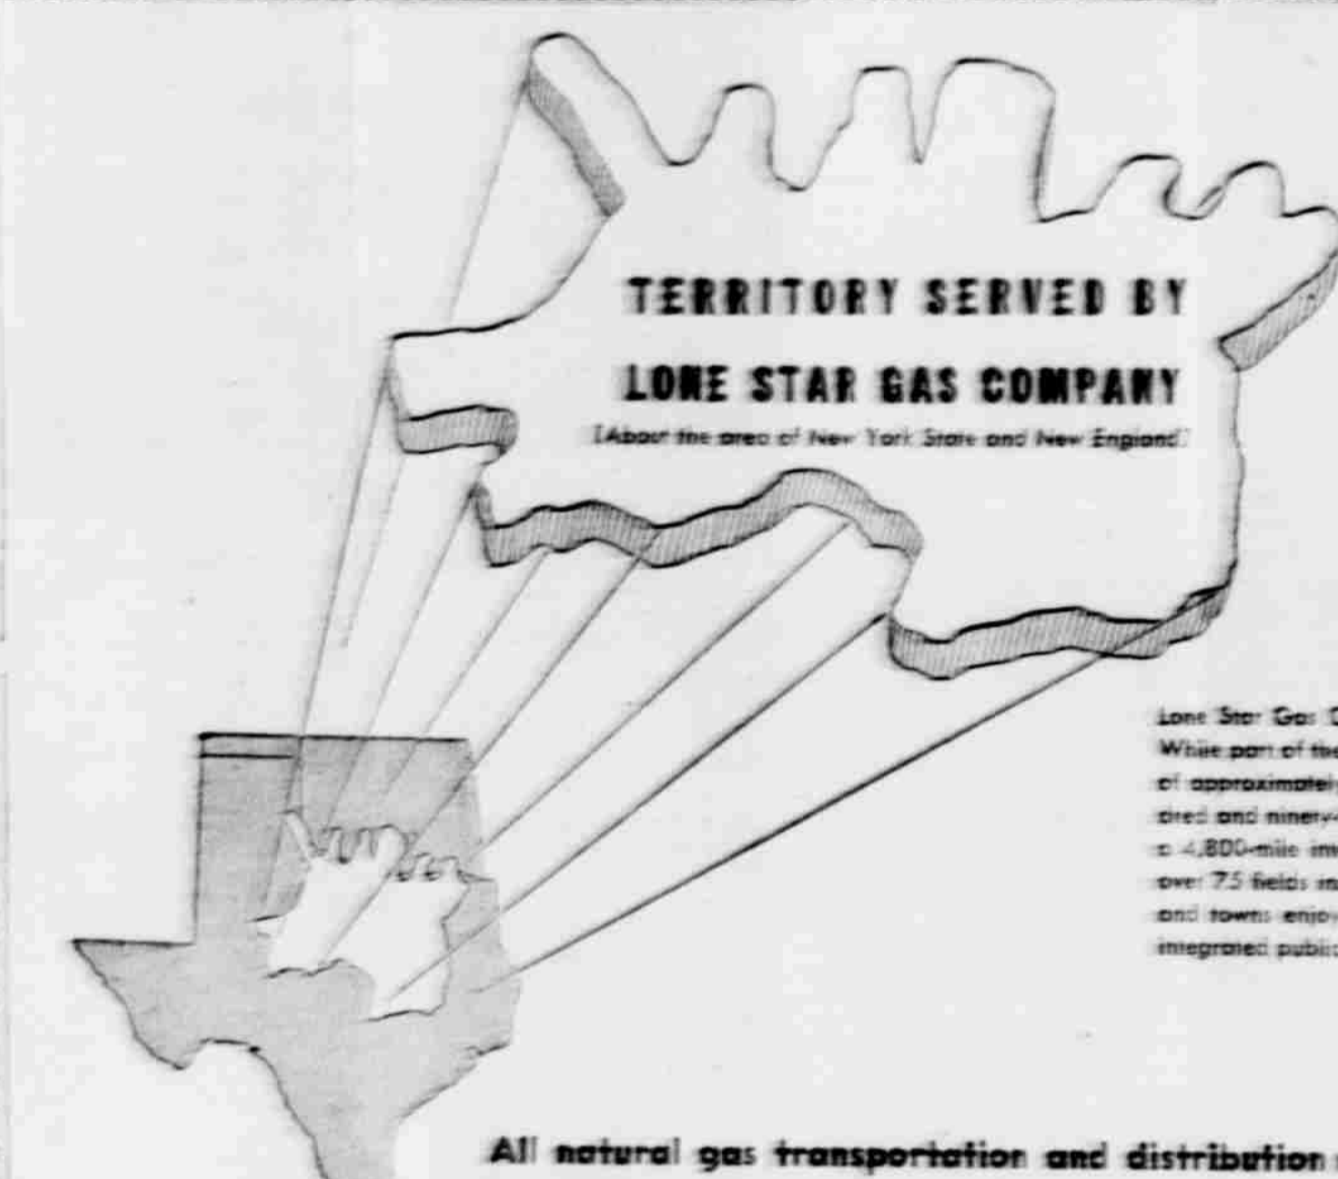 TERRITORY SERVED BY
LONE STAR GAS COMPANY
[About the area of New York State and New England]
Lone Star Gas
While part of the
of approximately
dred and ninety-
a 4,800-mile
over 75 fields in
and towns enjo
integrated public
All natural gas transportation and distribution